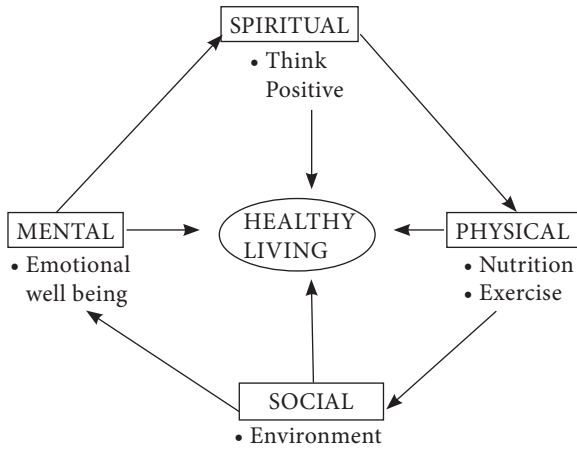 SPIRITUAL
• Think
Positive
MENTAL
• Emotional
well being
HEALTHY
LIVING
PHYSICAL
• Nutrition
• Exercise
SOCIAL
• Environment